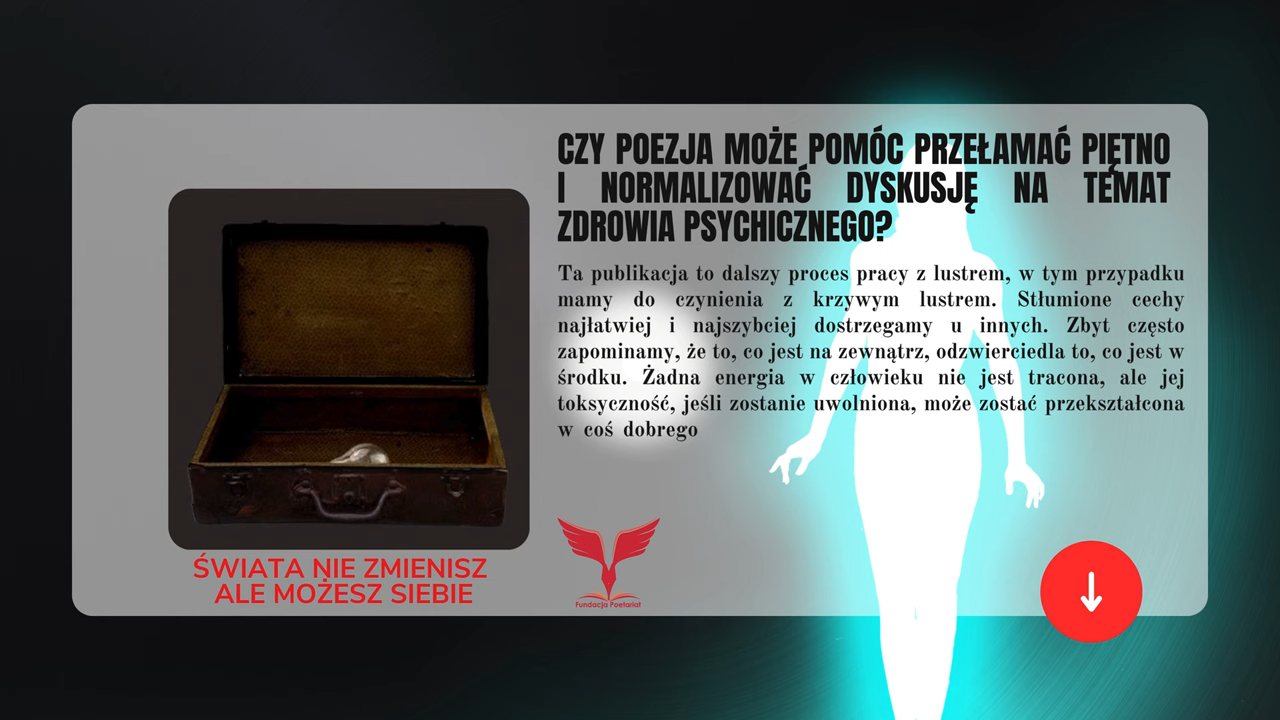 CZY POEZJA MOŻE POMÓC PRZEŁAMAĆ PIĘTNO
I NORMALIZOWAĆ DYSKUSJĘ NA TEMAT
ZDROWIA PSYCHICZNEGO?
Ta publikacja to dalszy proces pracy z lustrem, w tym przypadku
mamy do czynienia z krzywym lustrem. Stłumione cechy
najłatwiej i najszybciej dostrzegamy u innych. Zbyt często
zapominamy, że to, co jest na zewnątrz, odzwierciedla to, co jest w
środku. Żadna energia w człowieku nie jest tracona, ale jej
toksyczność, jeśli zostanie uwolniona, może zostać przekształcona
w coś dobrego
ŚWIATA NIE ZMIENISZ
ALE MOŻESZ SIEBIE
Fundacja Poetariat